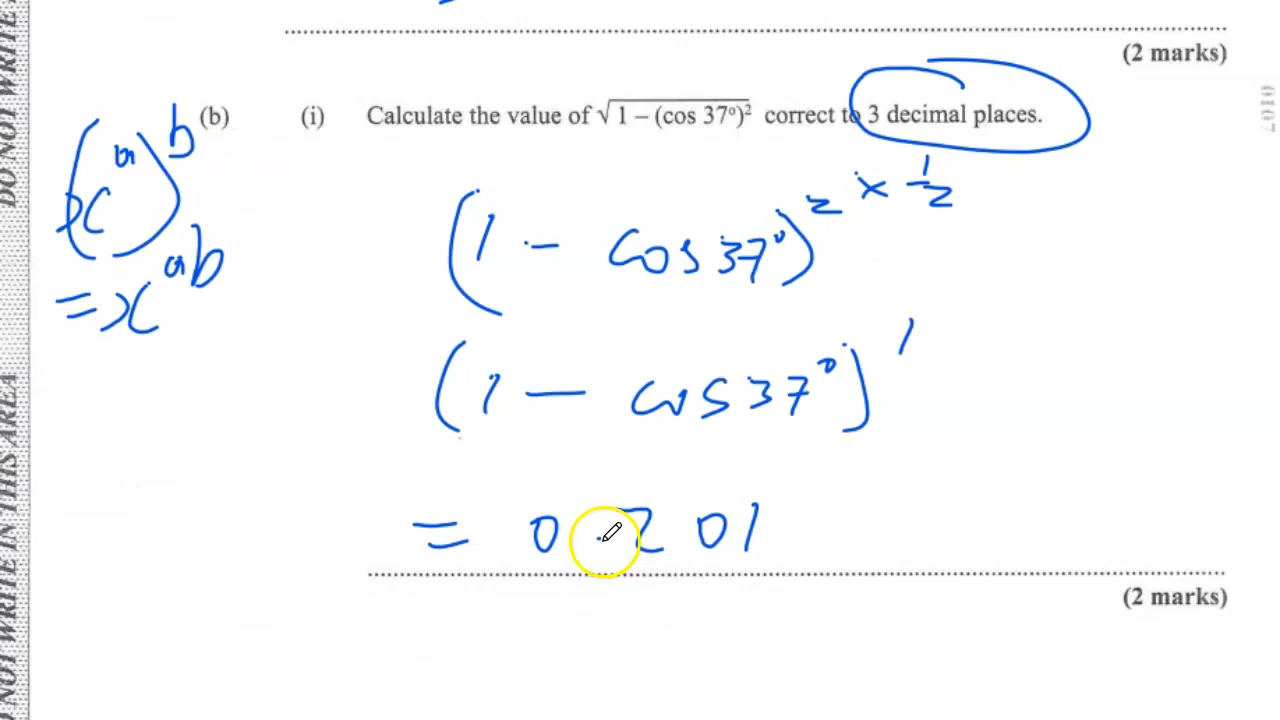 (2 marks)
(b) (i) Calculate the value of √1 − (cos 37°)² correct to 3 decimal places.
(xᵃ)ᵇ
= xᵃᵇ
(1 − cos 37°)² ˣ ½
(1 − cos 37°)¹
= 0.201
(2 marks)
DO NOT WRITE
DO NOT WRITE IN THIS AREA